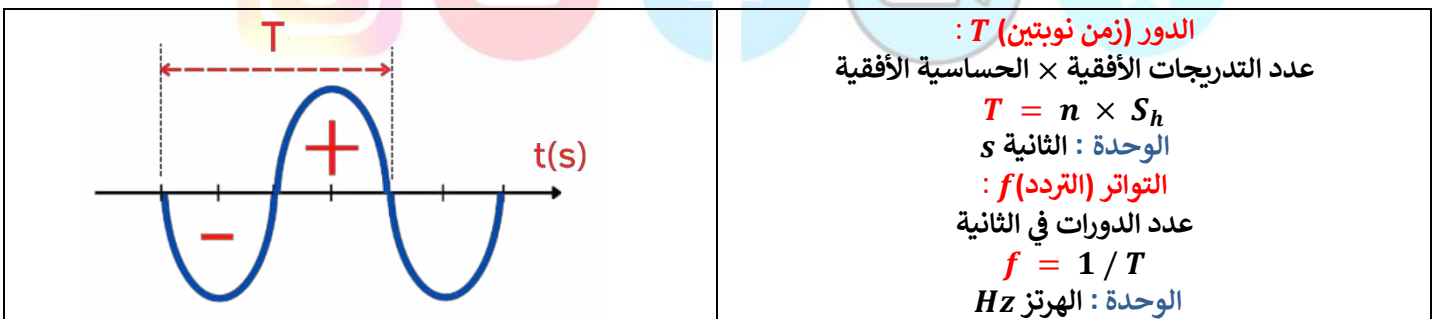 T
t(s)
+
−
الدور (زمن نوبتين) T :
عدد التدريجات الأفقية × الحساسية الأفقية
T = n × S_h
الوحدة : الثانية s
التواتر (التردد) f :
عدد الدورات في الثانية
f = 1 / T
الوحدة : الهرتز Hz